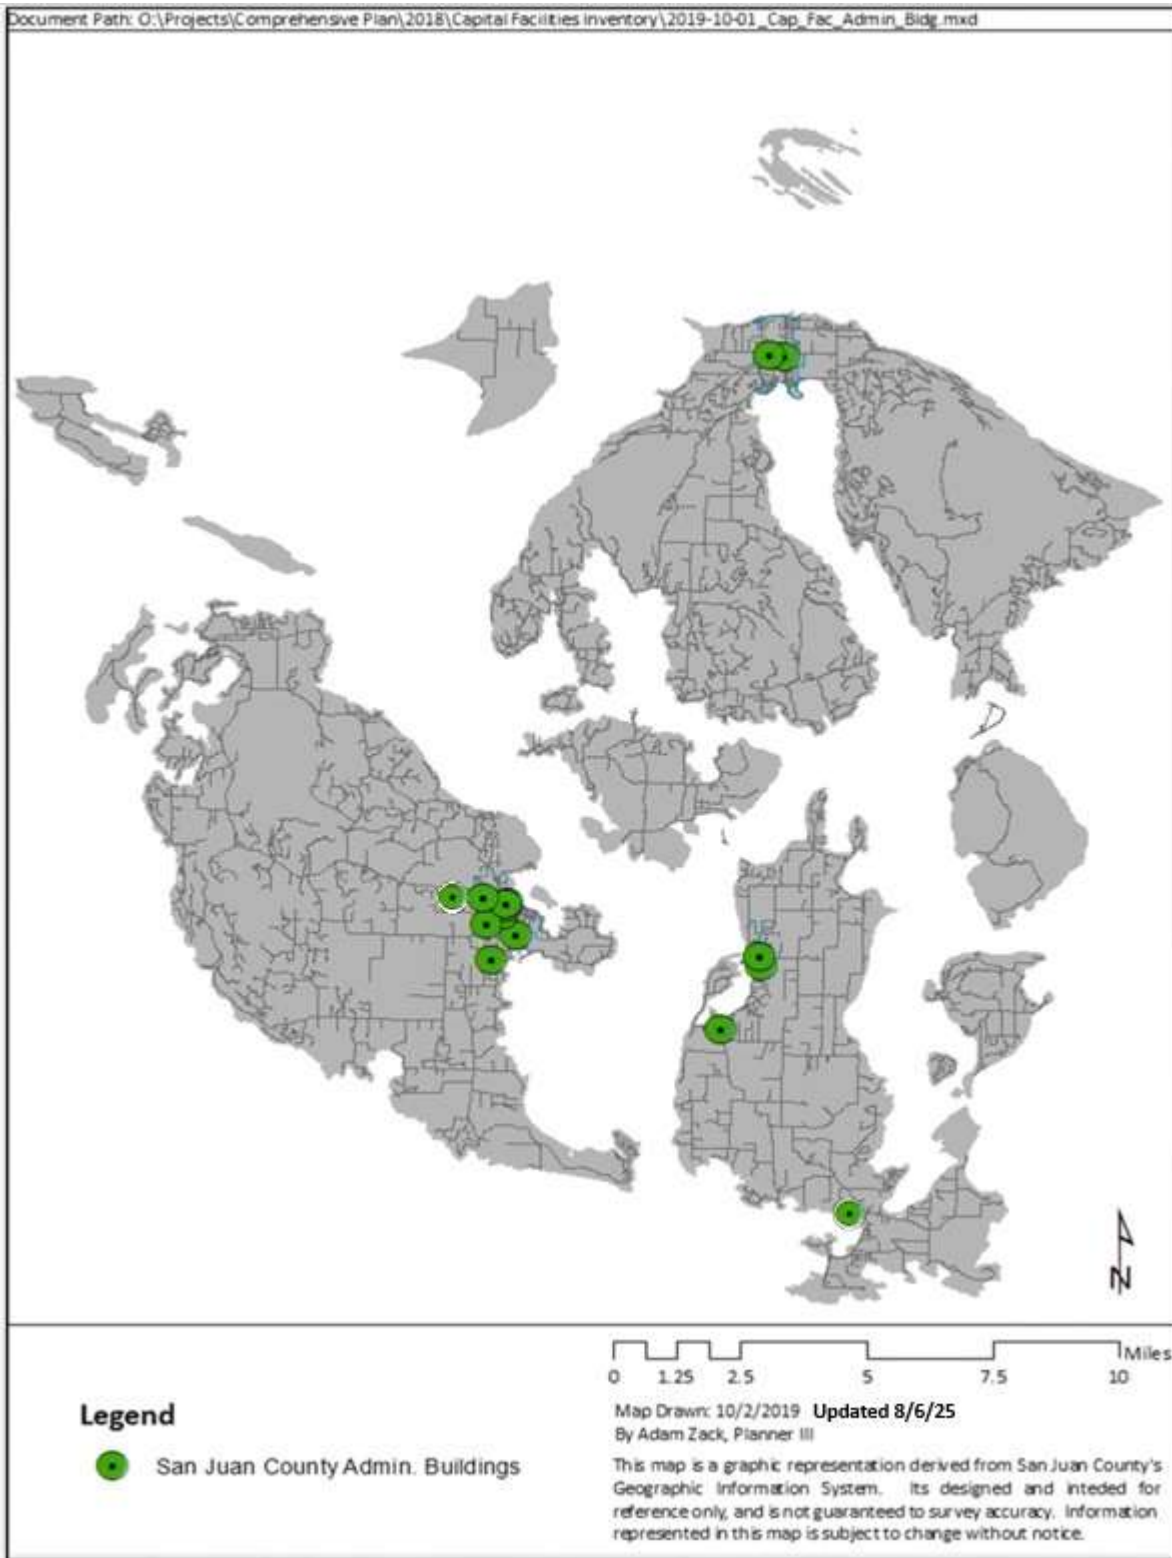 Document Path: O:\Projects\Comprehensive Plan\2018\Capital Facilities Inventory\2019-10-01_Cap_Fac_Admin_Bldg.mxd
N
Miles
0 1.25 2.5 5 7.5 10
Legend
San Juan County Admin. Buildings
Map Drawn: 10/2/2019 Updated 8/6/25
By Adam Zack, Planner III
This map is a graphic representation derived from San Juan County's
Geographic Information System. Its designed and inteded for
reference only, and is not guaranteed to survey accuracy. Information
represented in this map is subject to change without notice.